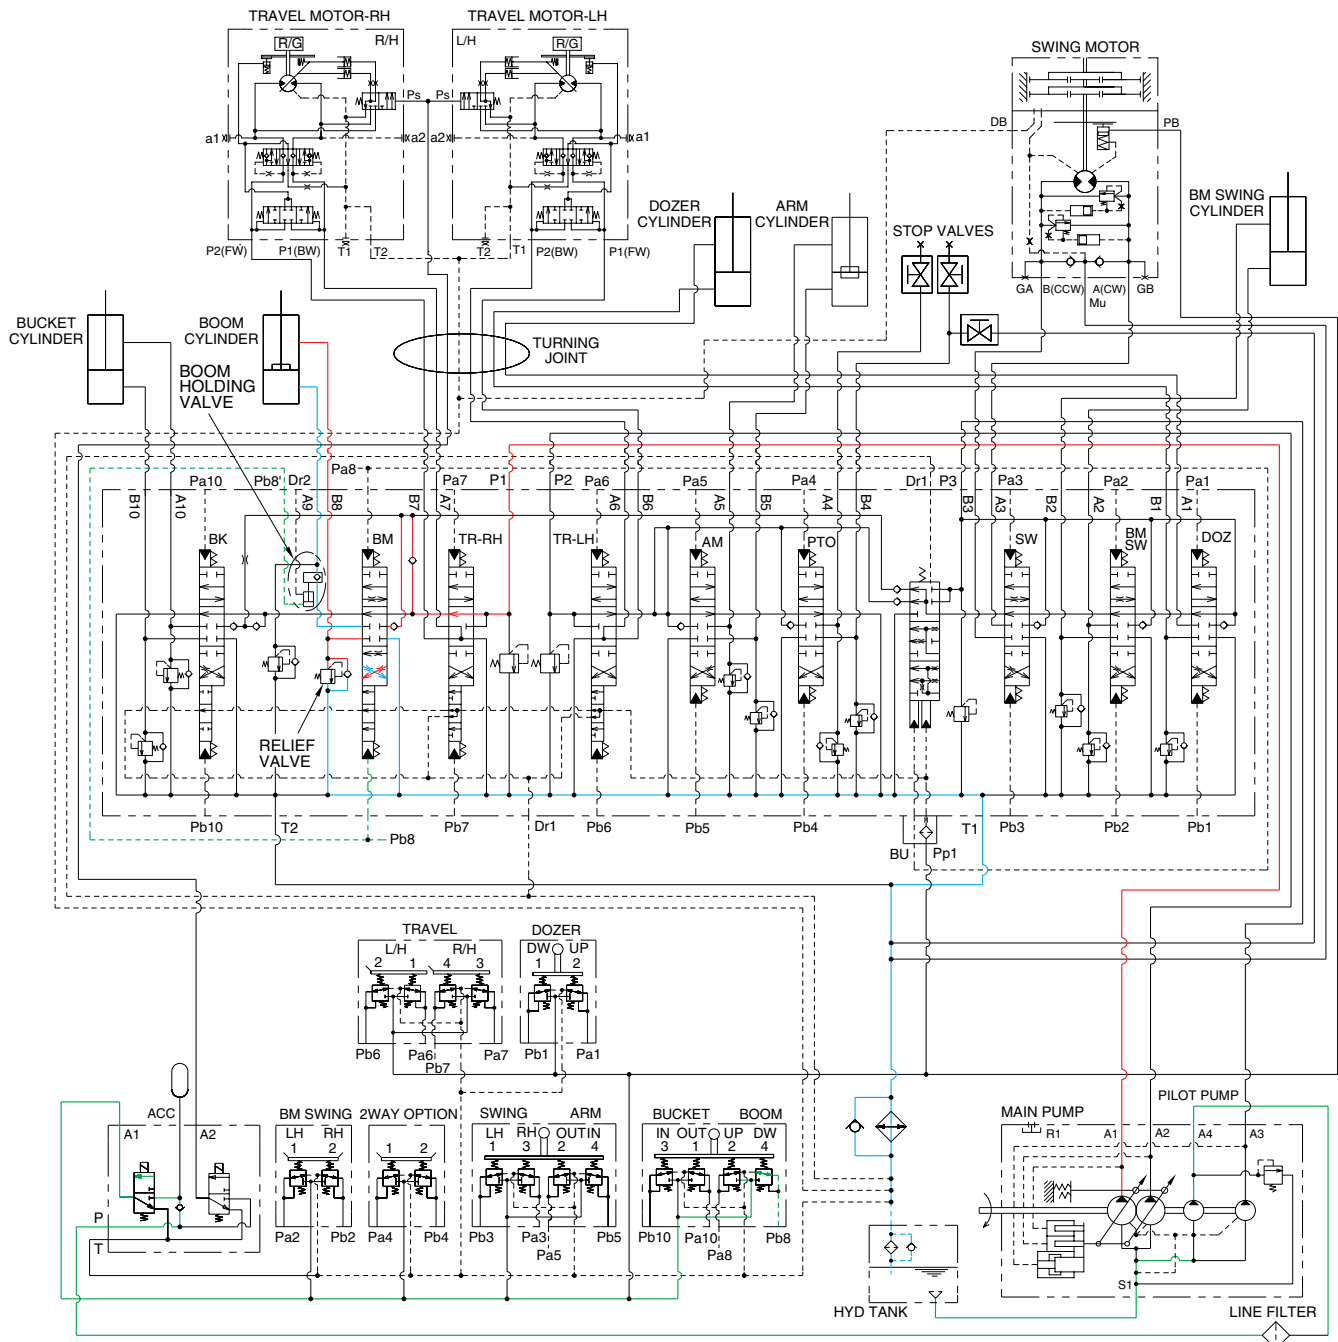 TRAVEL MOTOR-RH
TRAVEL MOTOR-LH
R/G
R/H
L/H
R/G
SWING MOTOR
Ps
Ps
a1
a2
a2
a1
DB
PB
P2(FW)
P1(BW)
T1
T2
T2
T1
P2(BW)
P1(FW)
DOZER
CYLINDER
ARM
CYLINDER
STOP VALVES
BM SWING
CYLINDER
GA
B(CCW)
A(CW)
GB
Mu
BUCKET
CYLINDER
BOOM
CYLINDER
BOOM
HOLDING
VALVE
TURNING
JOINT
Pa10
Pb8'
Dr2
Pa8
Pa7
P1
P2
Pa6
Pa5
Pa4
Dr1
P3
Pa3
Pa2
Pa1
B10
A10
A9
B8
B7
A7
A6
B6
A5
B5
A4
B4
B3
A3
B2
A2
B1
A1
BK
BM
TR-RH
TR-LH
AM
PTO
SW
BM
SW
DOZ
RELIEF
VALVE
Pb10
T2
Pb8
Pb7
Dr1
Pb6
Pb5
Pb4
BU
Pp1
T1
Pb3
Pb2
Pb1
TRAVEL
L/H
R/H
2
1
4
3
DOZER
DW
UP
1
2
Pb6
Pa6
Pb7
Pa7
Pb1
Pa1
ACC
A1
A2
P
T
BM SWING
LH
RH
1
2
Pa2
Pb2
2WAY OPTION
1
2
Pa4
Pb4
SWING
ARM
LH
RH
OUT
IN
1
3
2
4
Pb3
Pa3
Pa5
Pb5
BUCKET
BOOM
IN
OUT
UP
DW
3
1
2
4
Pb10
Pa10
Pa8
Pb8
HYD TANK
MAIN PUMP
PILOT PUMP
R1
A1
A2
A4
A3
S1
LINE FILTER